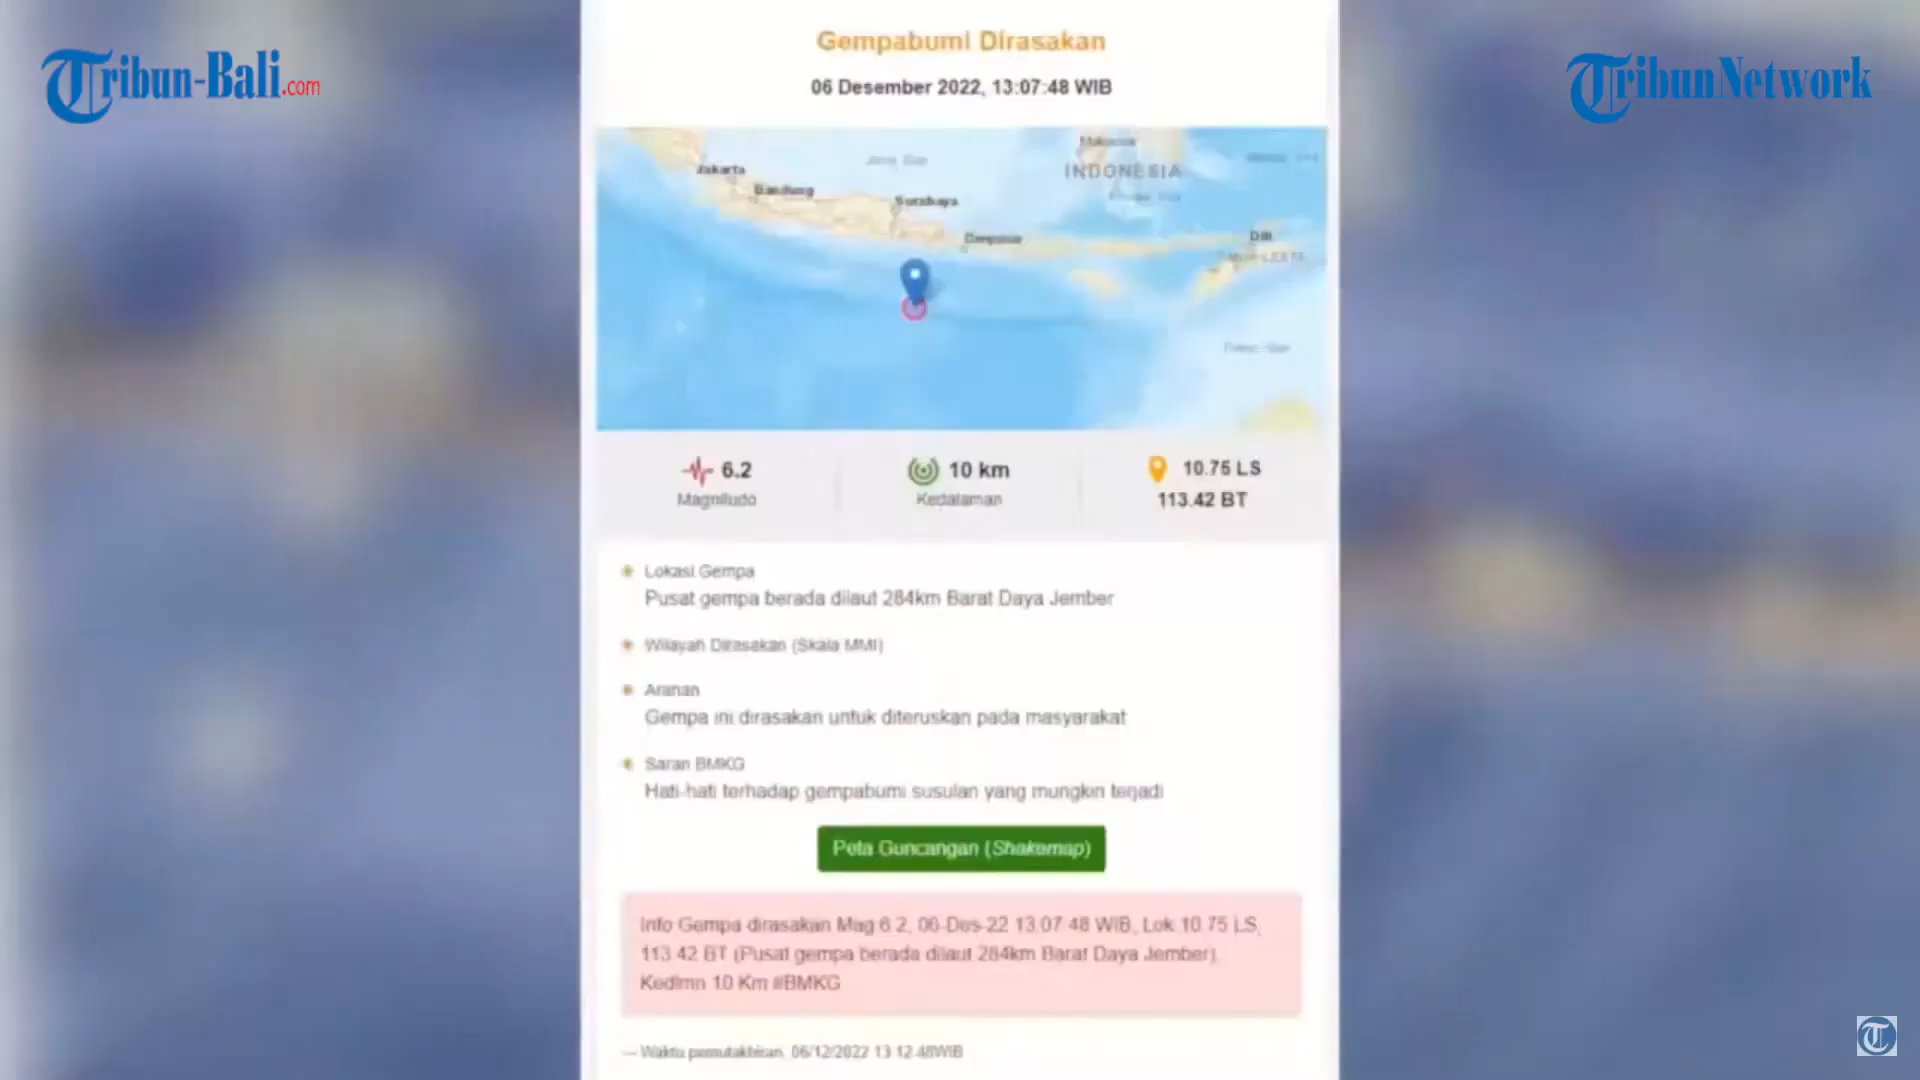 Tribun-Bali.com
TribunNetwork
Gempabumi Dirasakan
06 Desember 2022, 13:07:48 WIB
Makassar
Jakarta
Java Sea
INDONESIA
Bandung
Surabaya
Denpasar
Dili
Timor Sea
6.2
Magnitudo
10 km
Kedalaman
10.75 LS
113.42 BT
Lokasi Gempa
Pusat gempa berada dilaut 284km Barat Daya Jember
Wilayah Dirasakan (Skala MMI)
Arahan
Gempa ini dirasakan untuk diteruskan pada masyarakat
Saran BMKG
Hati-hati terhadap gempabumi susulan yang mungkin terjadi
Peta Guncangan (Shakemap)
Info Gempa dirasakan Mag:6.2, 06-Des-22 13:07:48 WIB, Lok:10.75 LS,
113.42 BT (Pusat gempa berada dilaut 284km Barat Daya Jember),
Kedlmn:10 Km #BMKG
— Waktu pemutakhiran, 06/12/2022 13:12:48WIB